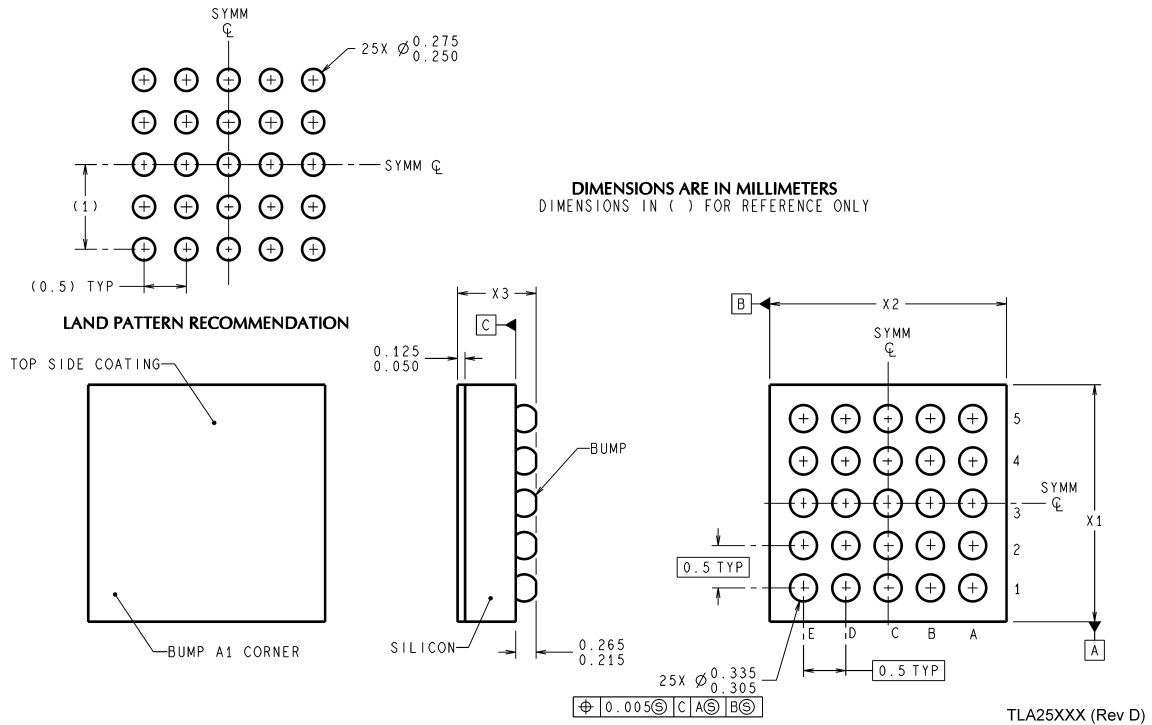 SYMM
℄
25X Ø 0.275
0.250
SYMM ℄
(1)
(0.5) TYP
LAND PATTERN RECOMMENDATION
DIMENSIONS ARE IN MILLIMETERS
DIMENSIONS IN ( ) FOR REFERENCE ONLY
TOP SIDE COATING
BUMP A1 CORNER
X3
C
0.125
0.050
BUMP
SILICON
0.265
0.215
B
X2
SYMM
℄
5
4
3
2
1
SYMM
℄
X1
0.5 TYP
E D C B A
A
0.5 TYP
25X Ø 0.335
0.305
⌖ 0.005Ⓢ C AⓈ BⓈ
TLA25XXX (Rev D)